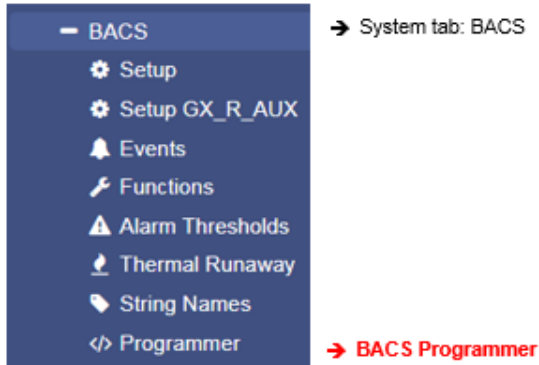 BACS → System tab: BACS
Setup
Setup GX_R_AUX
Events
Functions
Alarm Thresholds
Thermal Runaway
String Names
Programmer → BACS Programmer